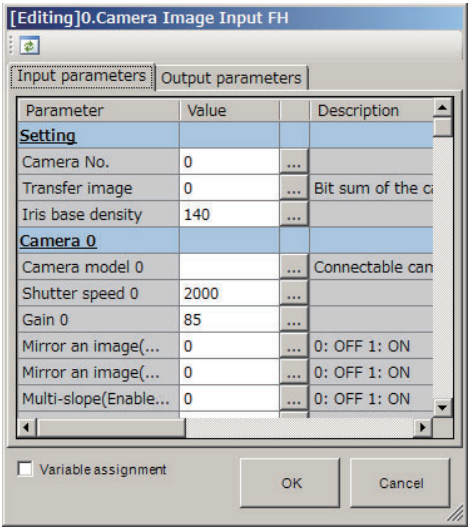 [Editing]0.Camera Image Input FH
Input parameters Output parameters
Parameter Value Description
Setting
Camera No. 0 ...
Transfer image 0 ... Bit sum of the ca
Iris base density 140 ...
Camera 0
Camera model 0 ... Connectable cam
Shutter speed 0 2000 ...
Gain 0 85 ...
Mirror an image(... 0 ... 0: OFF 1: ON
Mirror an image(... 0 ... 0: OFF 1: ON
Multi-slope(Enable... 0 ... 0: OFF 1: ON
Variable assignment OK Cancel